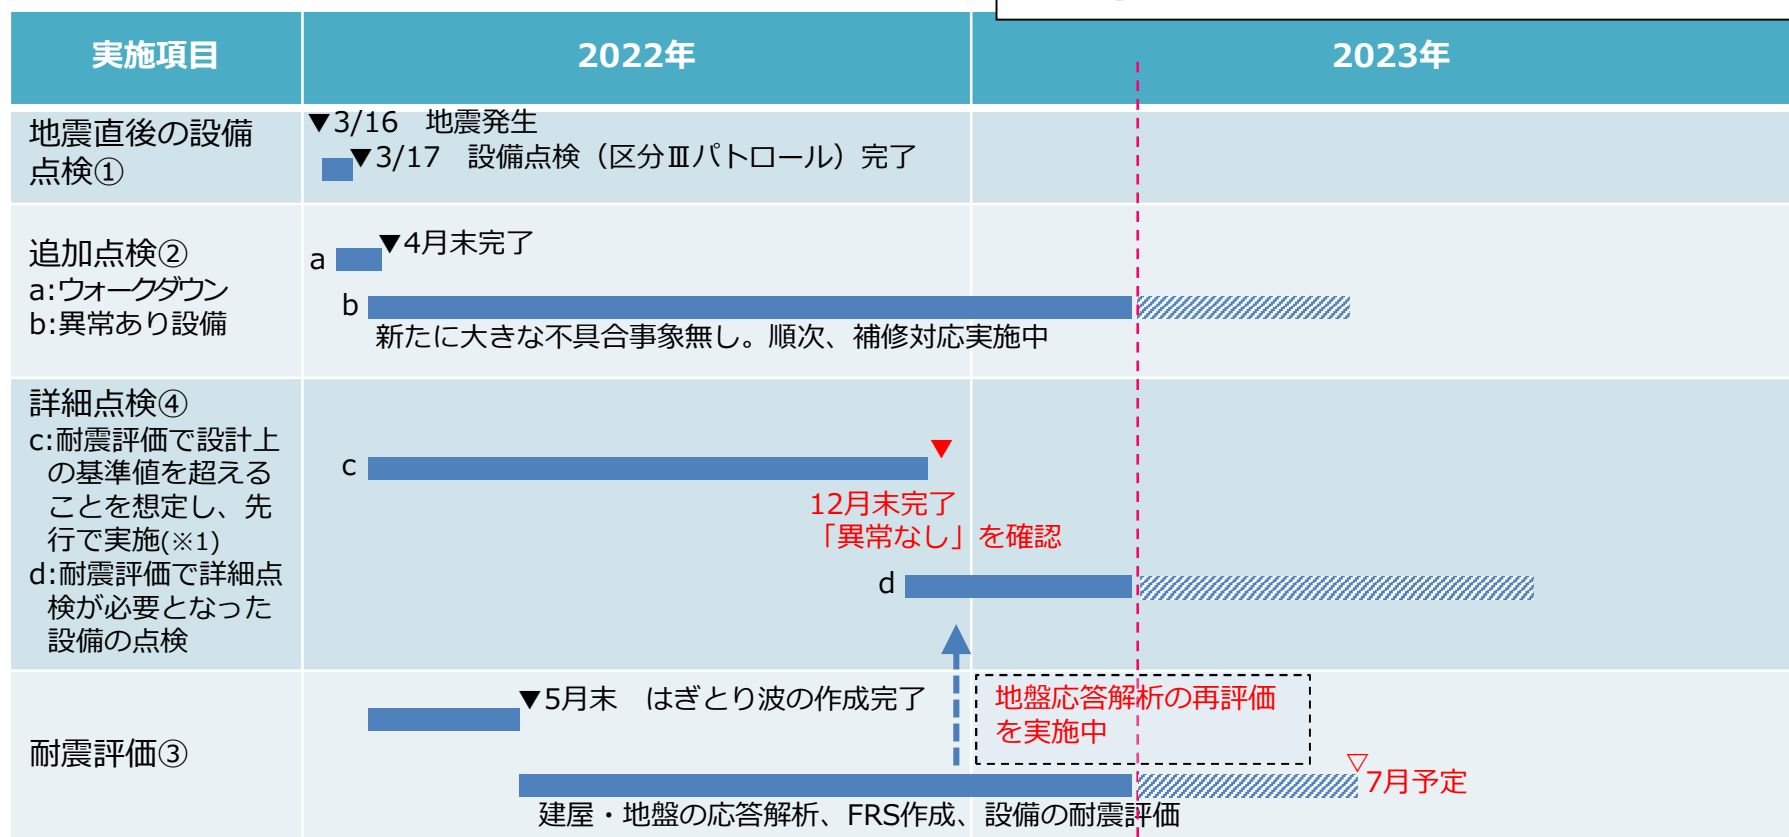 実施項目
2022年
2023年
地震直後の設備
点検①
▼3/16　地震発生
▼3/17　設備点検（区分Ⅲパトロール）完了
追加点検②
a:ウォークダウン
b:異常あり設備
a
▼4月末完了
b
新たに大きな不具合事象無し。順次、補修対応実施中
詳細点検④
c:耐震評価で設計上
の基準値を超える
ことを想定し、先
行で実施(※1)
d:耐震評価で詳細点
検が必要となった
設備の点検
c
▼
12月末完了
「異常なし」を確認
d
耐震評価③
▼5月末　はぎとり波の作成完了
地盤応答解析の再評価
を実施中
▽
7月予定
建屋・地盤の応答解析、FRS作成、設備の耐震評価